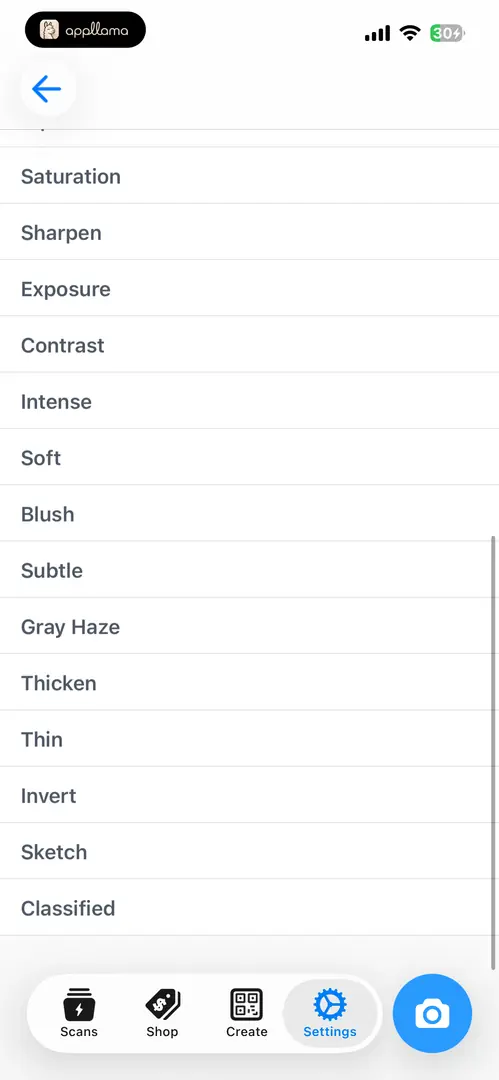 appllama
30
Saturation
Sharpen
Exposure
Contrast
Intense
Soft
Blush
Subtle
Gray Haze
Thicken
Thin
Invert
Sketch
Classified
Scans
Shop
Create
Settings